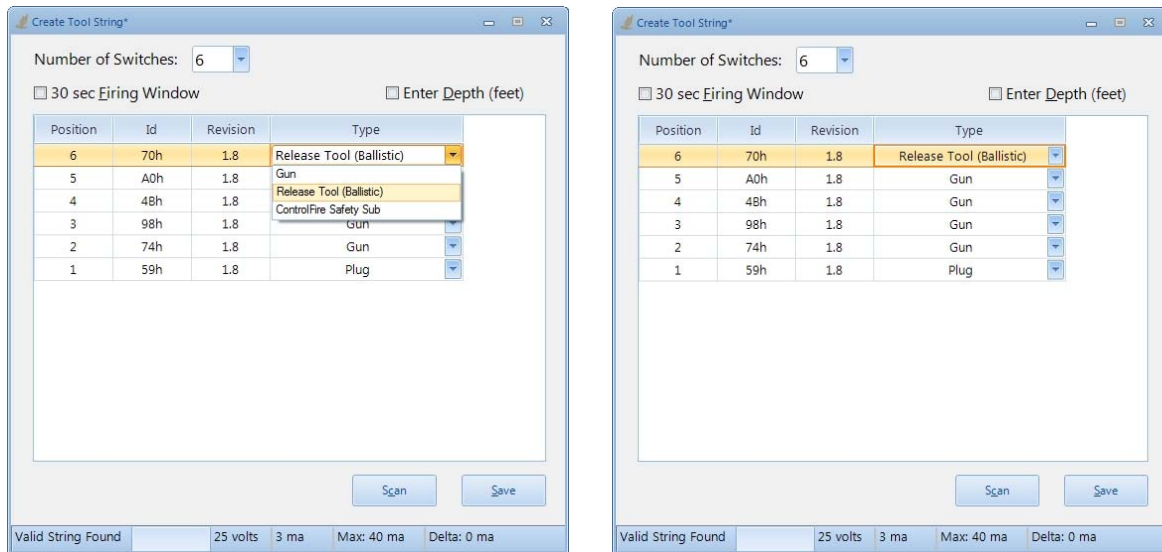 Create Tool String*
Number of Switches: 6
30 sec Firing Window Enter Depth (feet)
Position Id Revision Type
6 70h 1.8 Release Tool (Ballistic)
Gun
Release Tool (Ballistic)
ControlFire Safety Sub
5 A0h 1.8
4 4Bh 1.8
3 98h 1.8 Gun
2 74h 1.8 Gun
1 59h 1.8 Plug
Scan Save
Valid String Found 25 volts 3 ma Max: 40 ma Delta: 0 ma
Create Tool String*
Number of Switches: 6
30 sec Firing Window Enter Depth (feet)
Position Id Revision Type
6 70h 1.8 Release Tool (Ballistic)
5 A0h 1.8 Gun
4 4Bh 1.8 Gun
3 98h 1.8 Gun
2 74h 1.8 Gun
1 59h 1.8 Plug
Scan Save
Valid String Found 25 volts 3 ma Max: 40 ma Delta: 0 ma